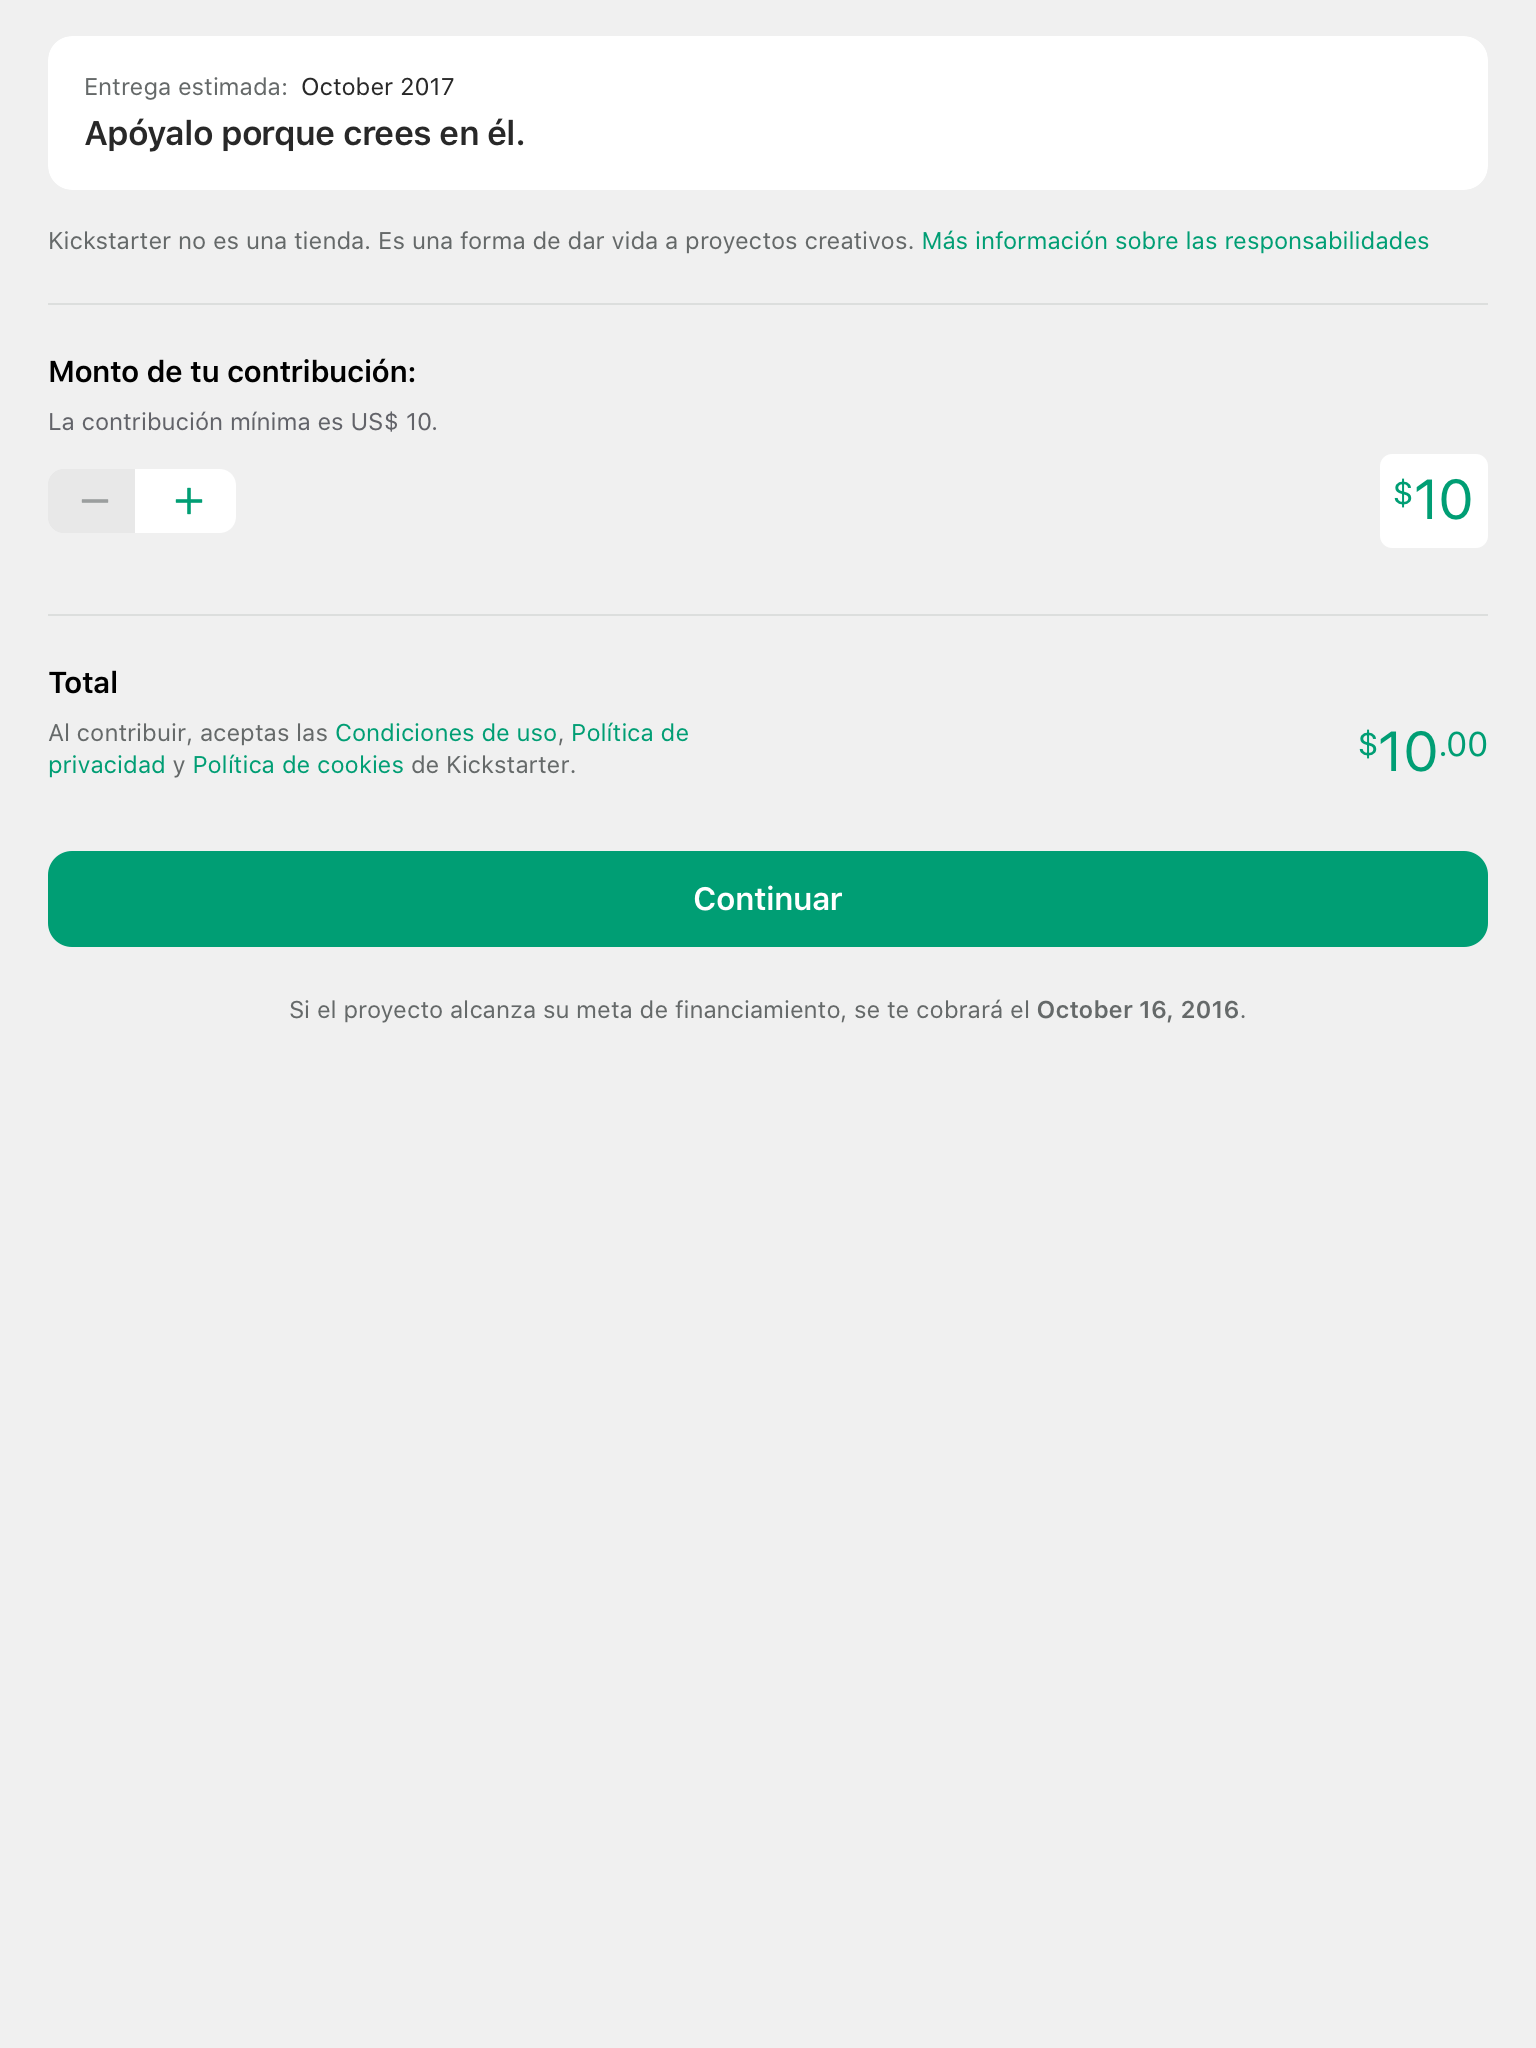 Entrega estimada: October 2017
Apóyalo porque crees en él.
Kickstarter no es una tienda. Es una forma de dar vida a proyectos creativos. Más información sobre las responsabilidades
Monto de tu contribución:
La contribución mínima es US$ 10.
$10
Total
Al contribuir, aceptas las Condiciones de uso, Política de
privacidad y Política de cookies de Kickstarter.
$10.00
Continuar
Si el proyecto alcanza su meta de financiamiento, se te cobrará el October 16, 2016.